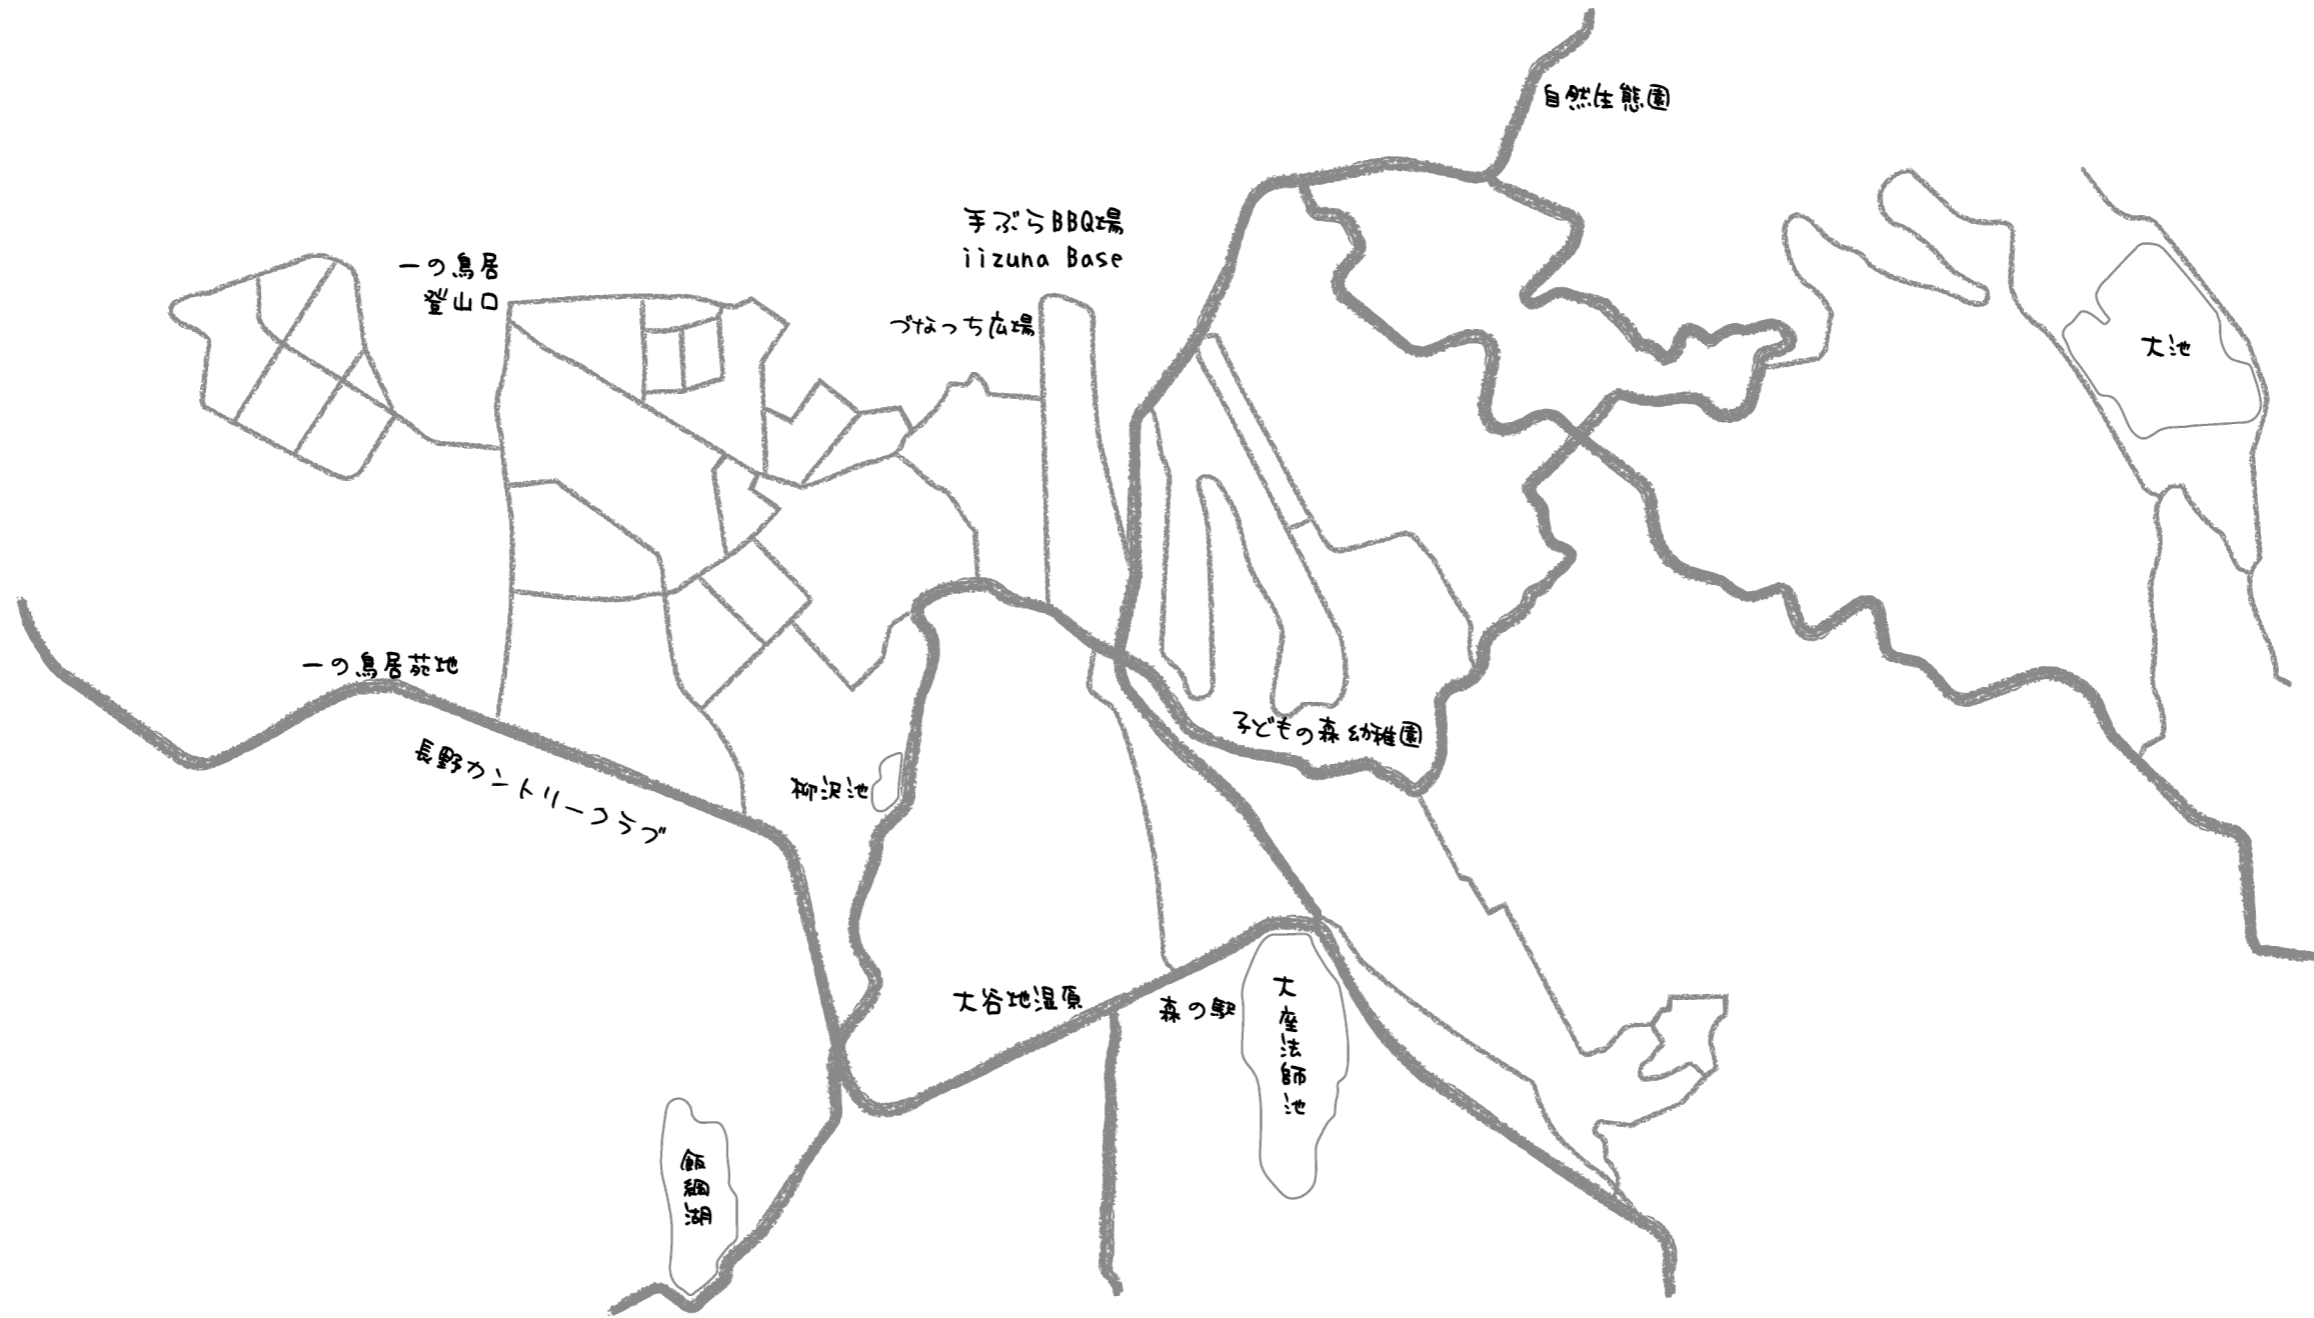 自然生態園
手ぶらBBQ場
iizuna Base
一の鳥居
登山口
づなっち広場
大池
一の鳥居苑地
子どもの森幼稚園
長野カントリークラブ
柳沢池
大谷地湿原
森の駅
大座法師池
飯綱湖